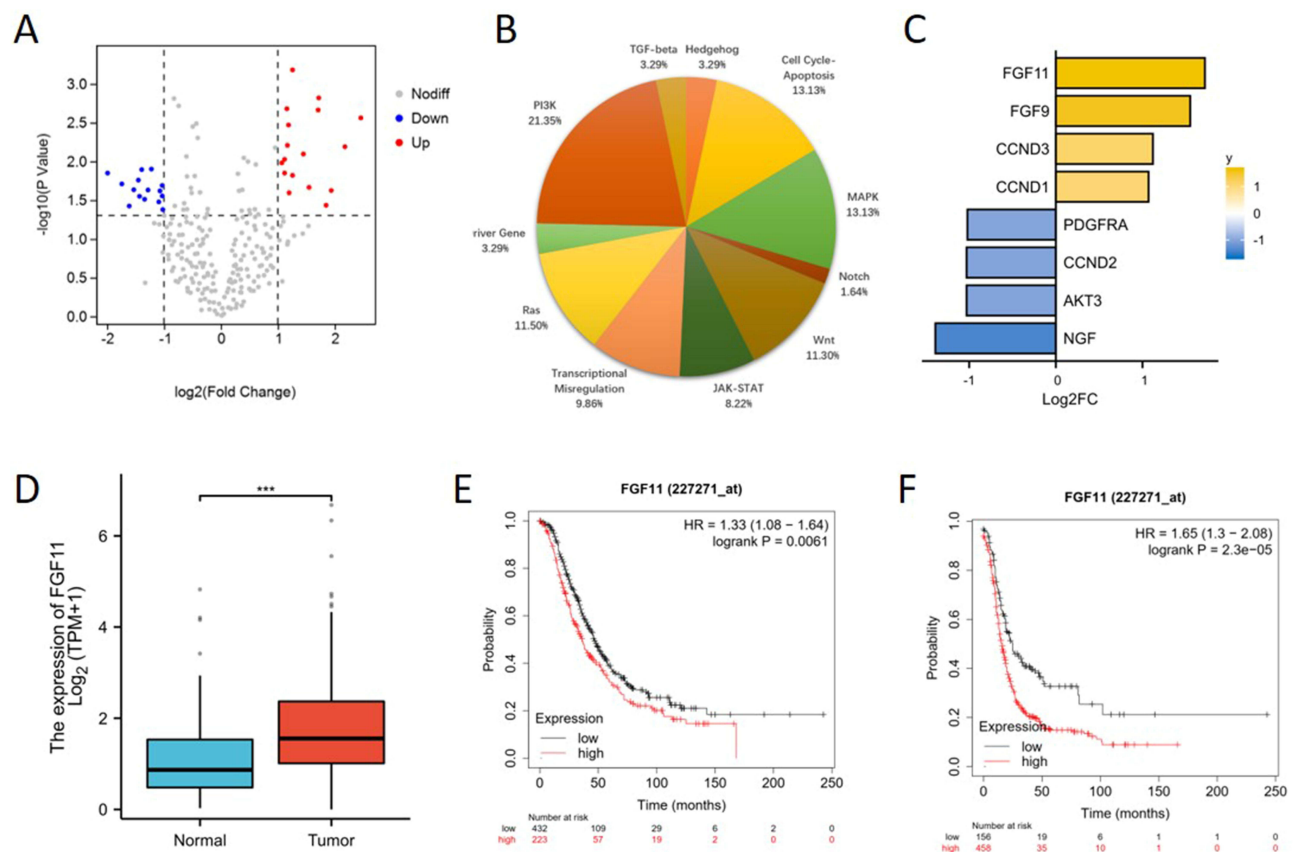 A
3.0
2.5
2.0
1.5
1.0
0.5
0.0
-2
-1
0
1
2
-log10(P Value)
log2(Fold Change)
Nodiff
Down
Up
B
TGF-beta
3.29%
Hedgehog
3.29%
Cell Cycle-
Apoptosis
13.13%
MAPK
13.13%
Notch
1.64%
Wnt
11.30%
JAK-STAT
8.22%
Transcriptional
Misregulation
9.86%
Ras
11.50%
river Gene
3.29%
PI3K
21.35%
C
FGF11
FGF9
CCND3
CCND1
PDGFRA
CCND2
AKT3
NGF
-1
0
1
Log2FC
y
1
0
-1
D
The expression of FGF11
Log2 (TPM+1)
6
4
2
0
***
Normal
Tumor
E
FGF11 (227271_at)
HR = 1.33 (1.08 − 1.64)
logrank P = 0.0061
Probability
1.0
0.8
0.6
0.4
0.2
0.0
Expression
low
high
0
50
100
150
200
250
Time (months)
Number at risk
low 432 109 29 6 2 0
high 223 57 19 2 0 0
F
FGF11 (227271_at)
HR = 1.65 (1.3 − 2.08)
logrank P = 2.3e−05
Probability
1.0
0.8
0.6
0.4
0.2
0.0
Expression
low
high
0
50
100
150
200
250
Time (months)
Number at risk
low 156 19 6 1 1 0
high 458 35 10 1 0 0